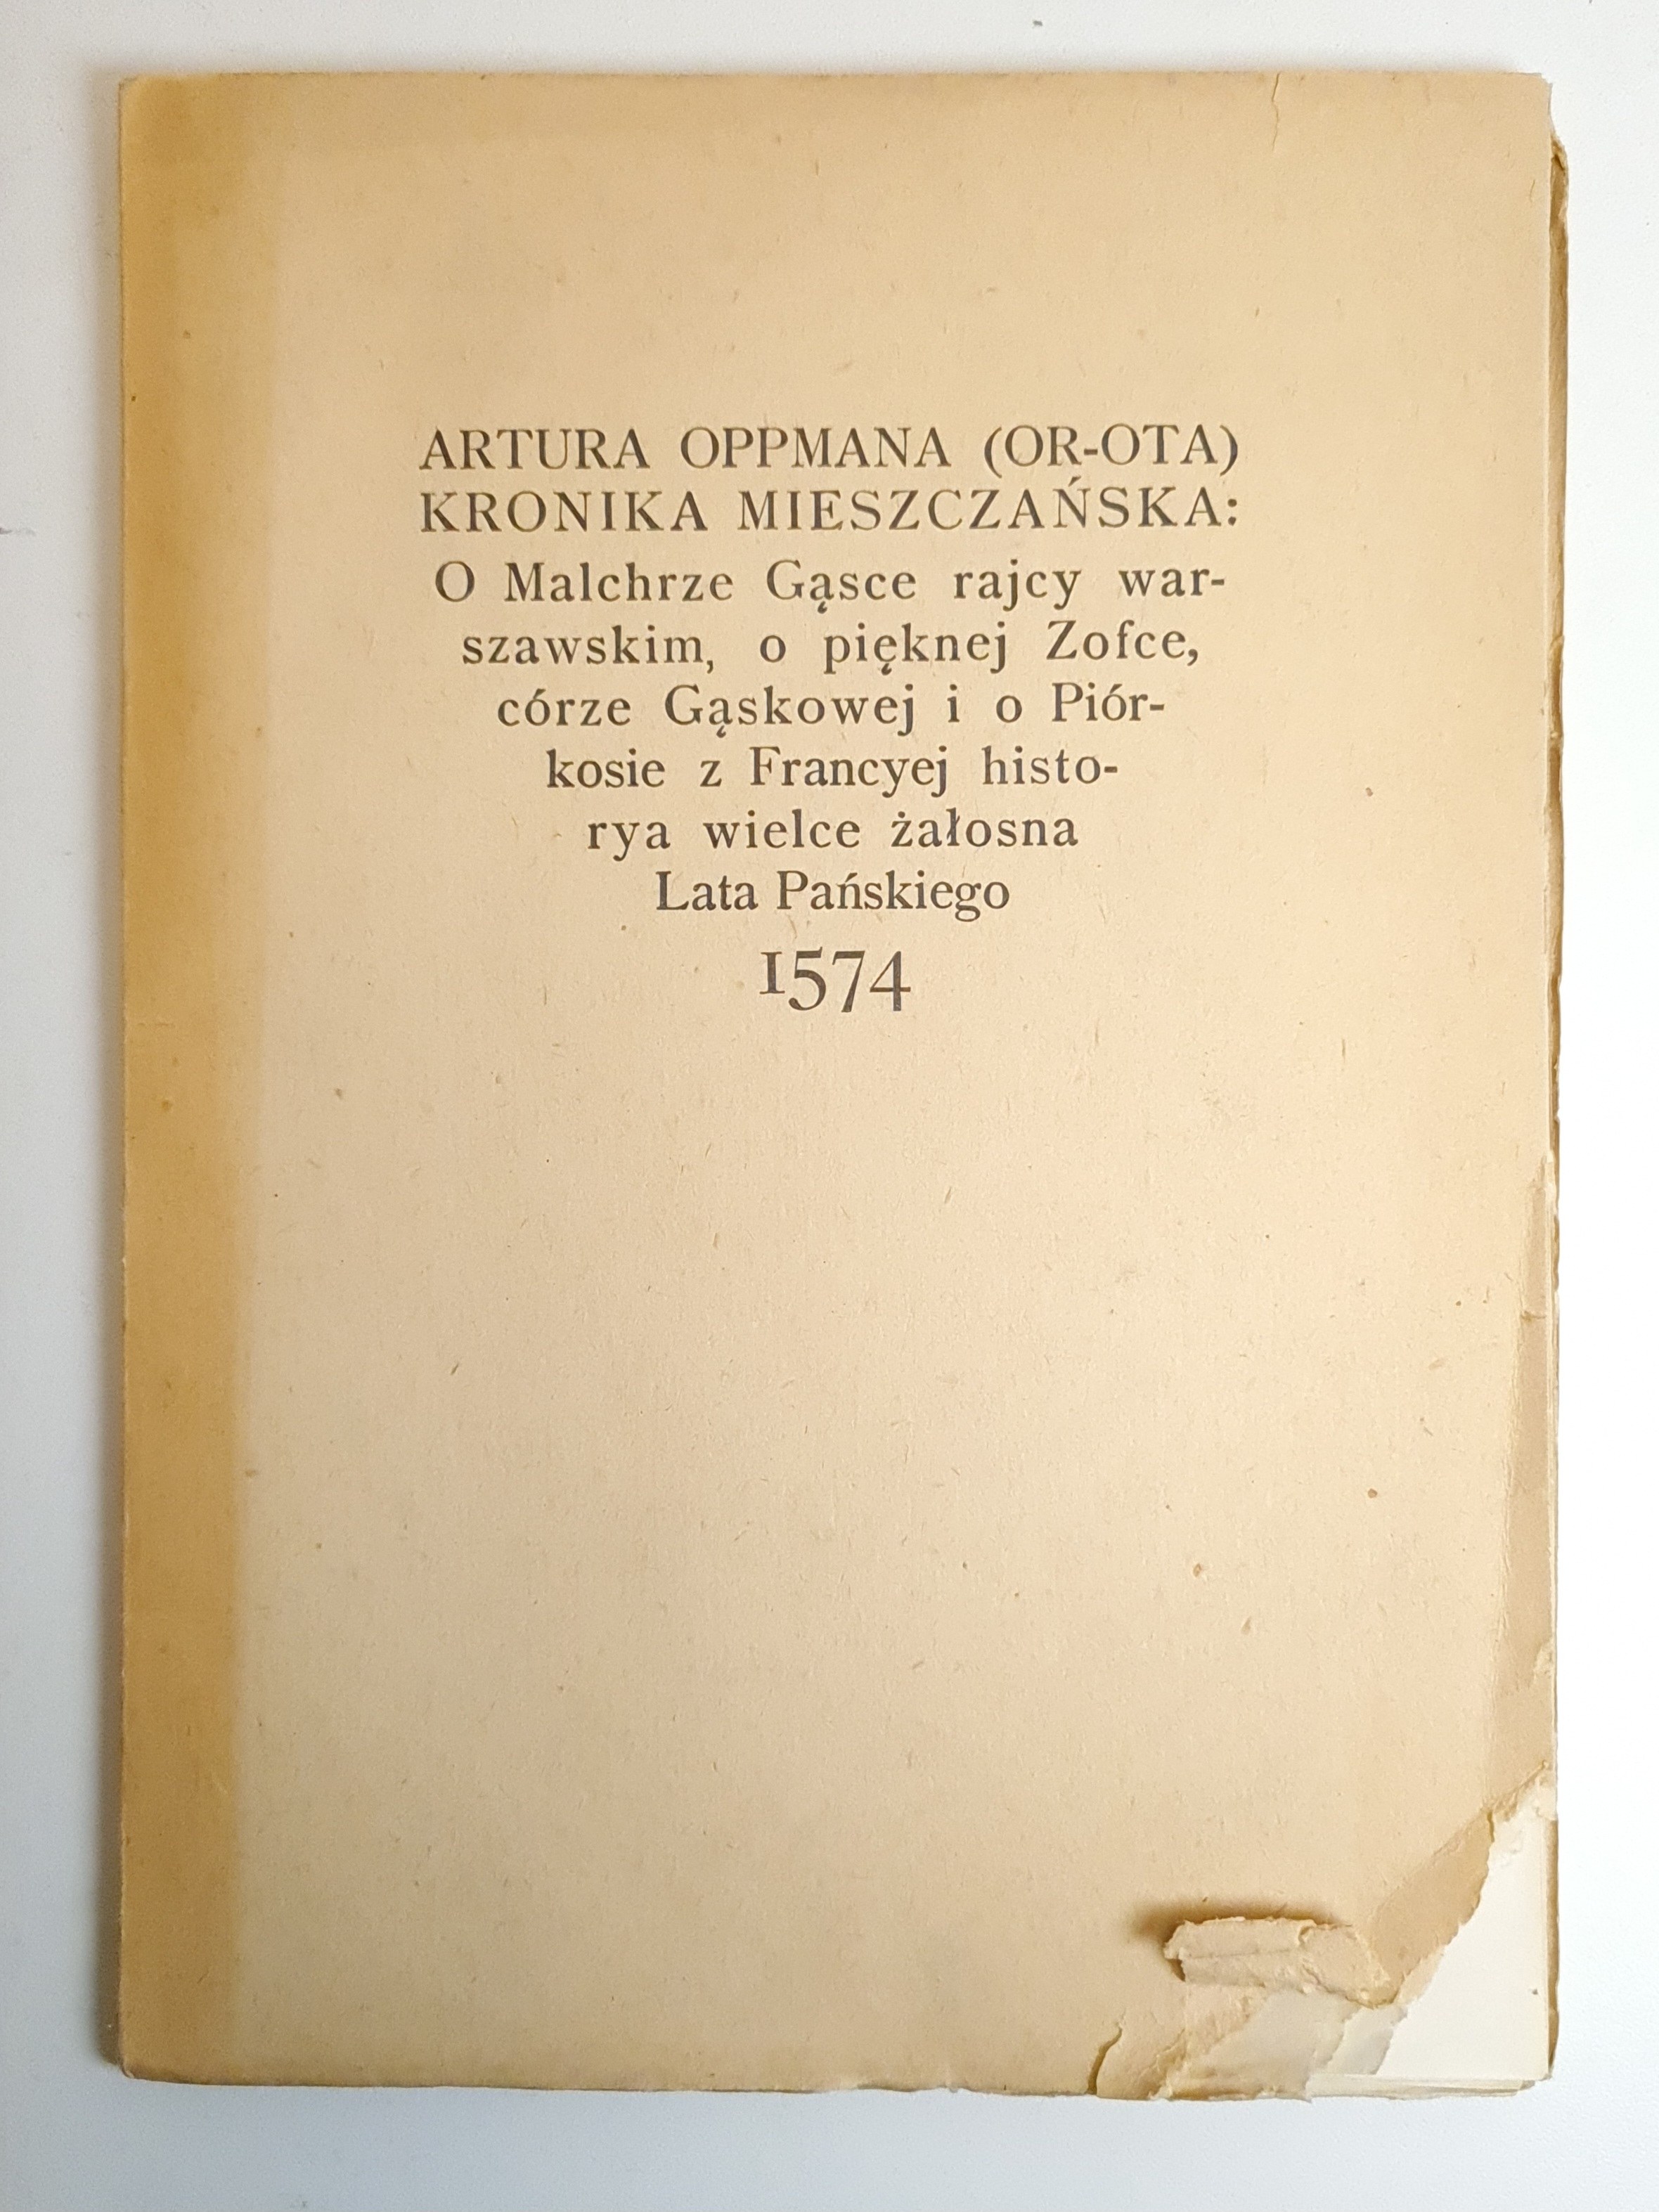 ARTURA OPPMANA (OR-OTA)
KRONIKA MIESZCZAŃSKA:
O Malchrze Gąsce rajcy war-
szawskim, o pięknej Zofce,
córze Gąskowej i o Piór-
kosie z Francyej histo-
rya wielce żałosna
Lata Pańskiego
1574